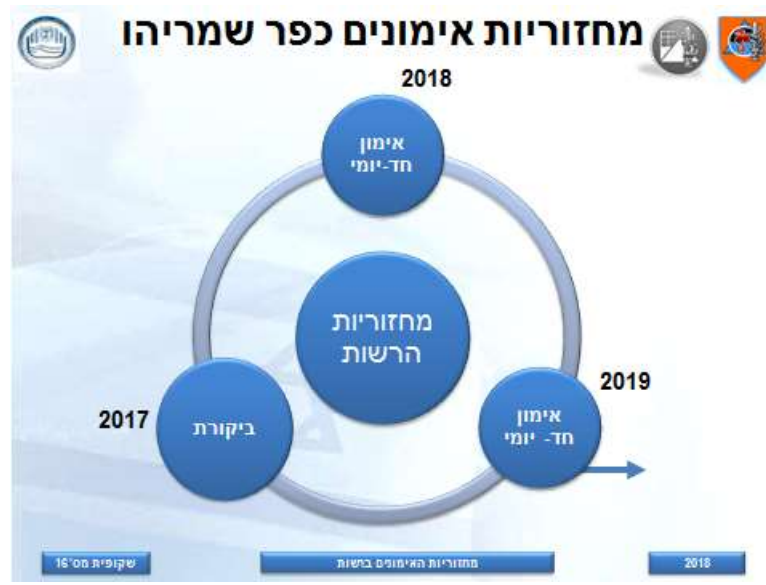 מחזוריות אימונים כפר שמריהו
2018
אימון
חד-יומי
מחזוריות
הרשות
2019
אימון
חד- יומי
2017
ביקורת
2018
מחזוריות האימונים ברשות
שקופית מס'16